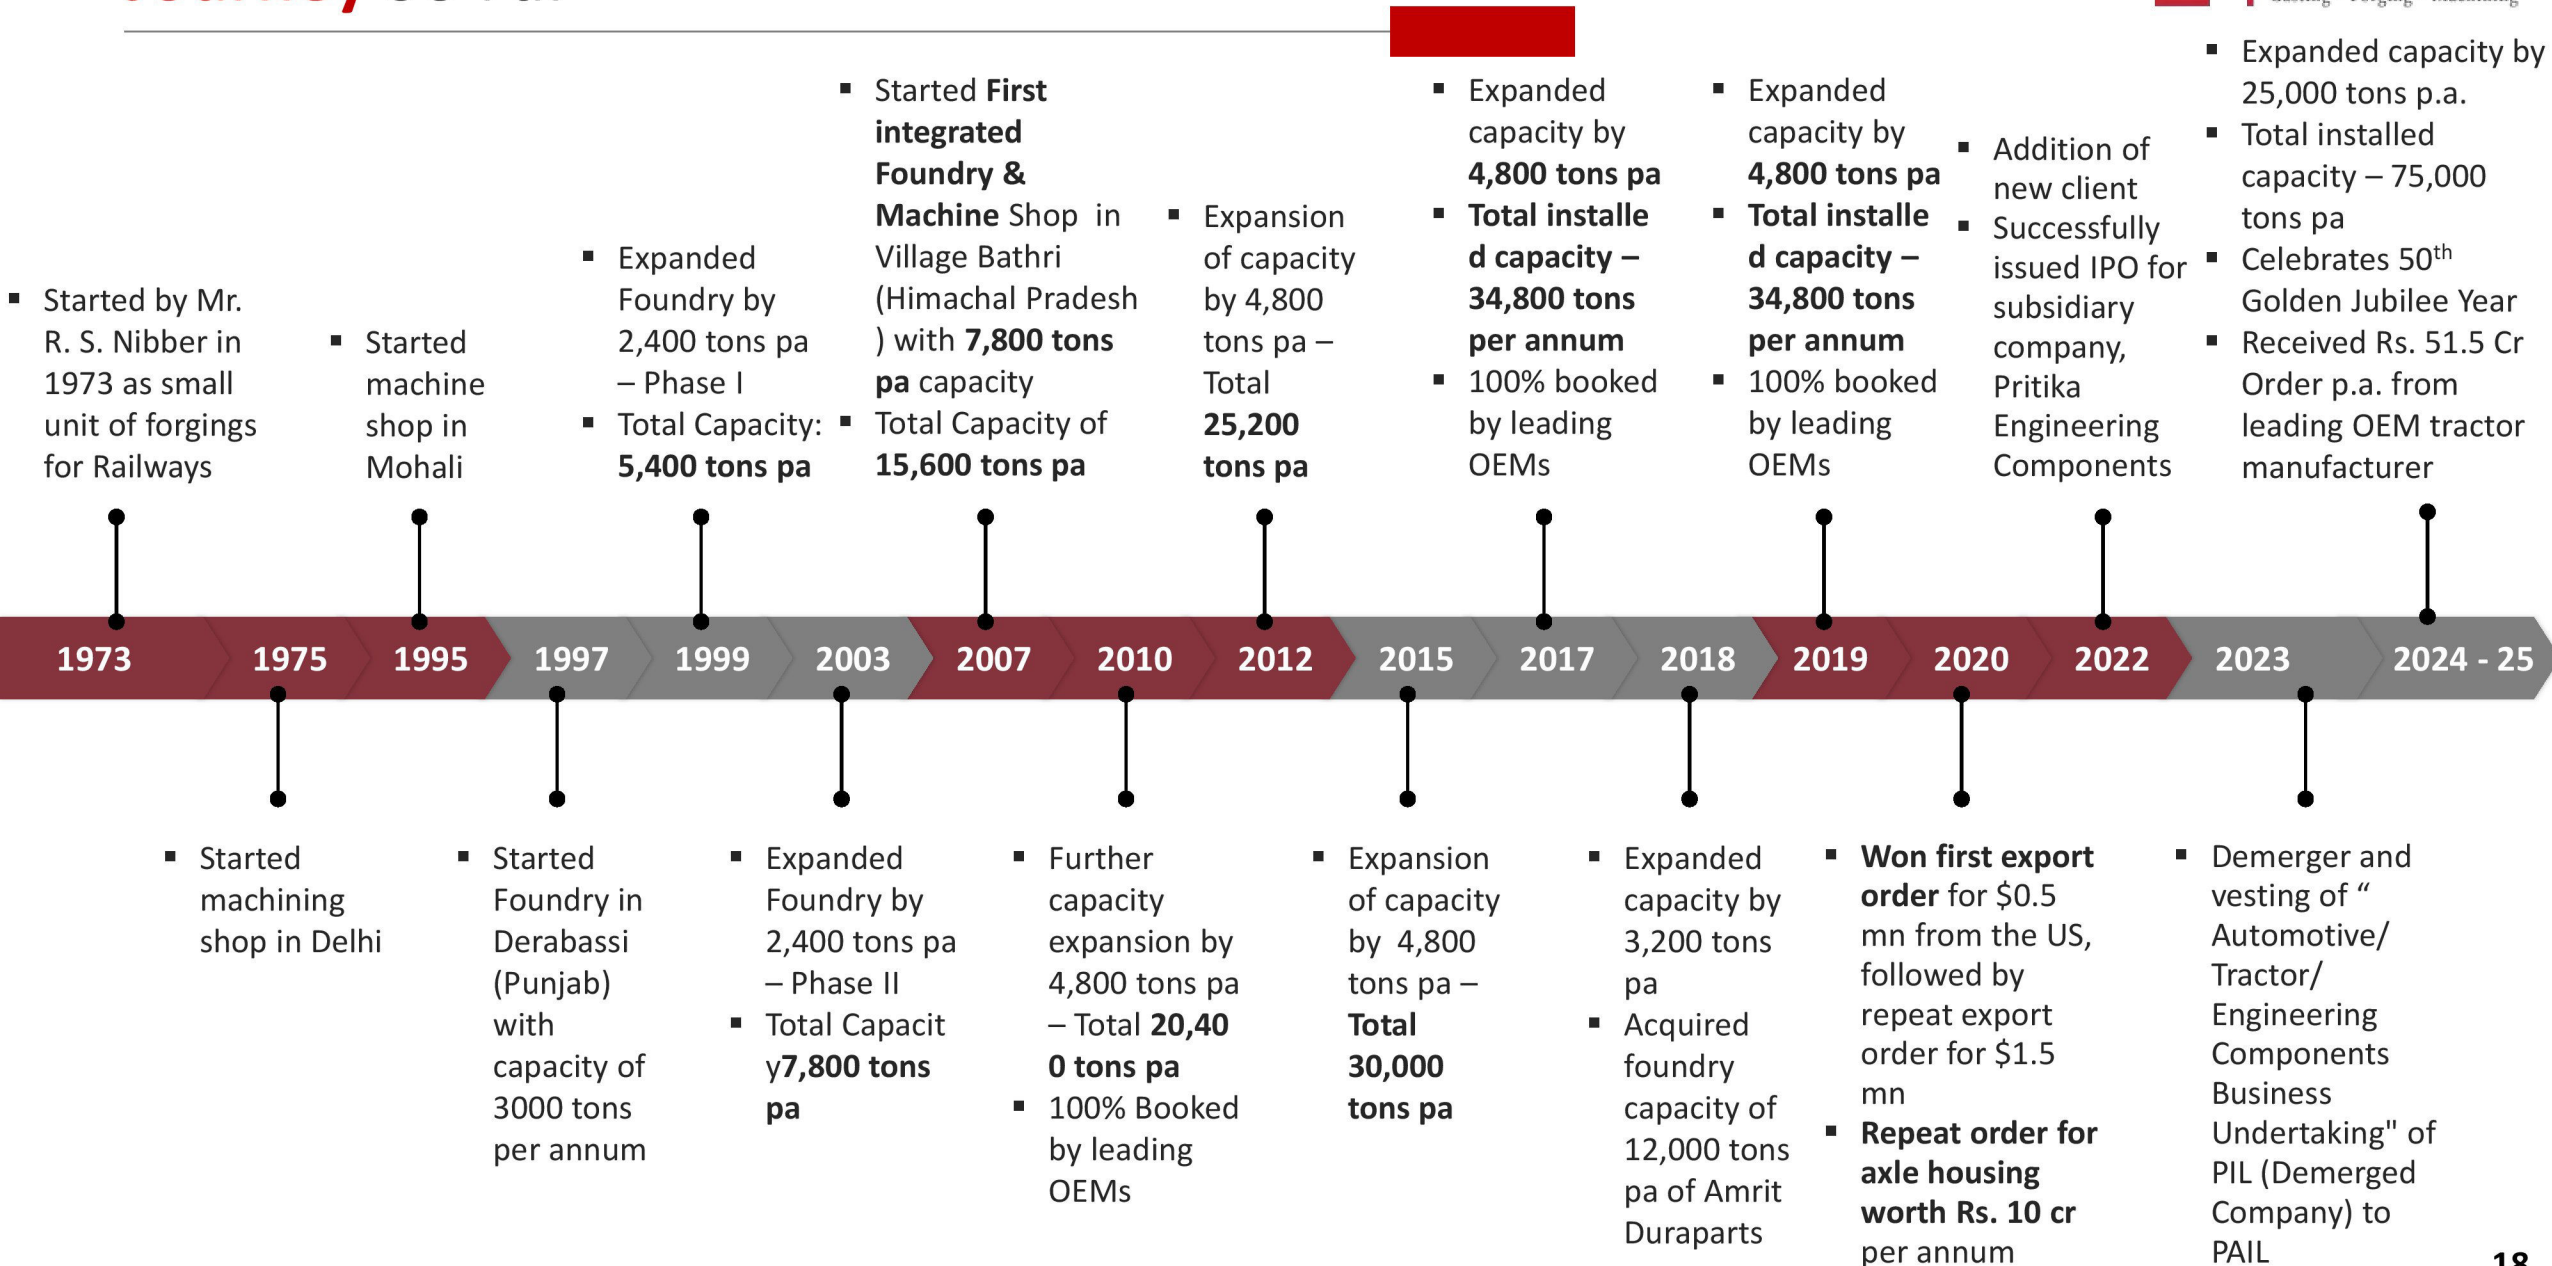 Started by Mr.
R. S. Nibber in
1973 as small
unit of forgings
for Railways
Started
machine
shop in
Mohali
Expanded
Foundry by
2,400 tons pa
– Phase I
Total Capacity:
5,400 tons pa
Started First
integrated
Foundry &
Machine Shop in
Village Bathri
(Himachal Pradesh
) with 7,800 tons
pa capacity
Total Capacity of
15,600 tons pa
Expansion
of capacity
by 4,800
tons pa –
Total
25,200
tons pa
Expanded
capacity by
4,800 tons pa
Total installe
d capacity –
34,800 tons
per annum
100% booked
by leading
OEMs
Expanded
capacity by
4,800 tons pa
Total installe
d capacity –
34,800 tons
per annum
100% booked
by leading
OEMs
Addition of
new client
Successfully
issued IPO for
subsidiary
company,
Pritika
Engineering
Components
Expanded capacity by
25,000 tons p.a.
Total installed
capacity – 75,000
tons pa
Celebrates 50th
Golden Jubilee Year
Received Rs. 51.5 Cr
Order p.a. from
leading OEM tractor
manufacturer
1973 1975 1995 1997 1999 2003 2007 2010 2012 2015 2017 2018 2019 2020 2022 2023 2024 - 25
Started
machining
shop in Delhi
Started
Foundry in
Derabassi
(Punjab)
with
capacity of
3000 tons
per annum
Expanded
Foundry by
2,400 tons pa
– Phase II
Total Capacit
y7,800 tons
pa
Further
capacity
expansion by
4,800 tons pa
– Total 20,40
0 tons pa
100% Booked
by leading
OEMs
Expansion
of capacity
by 4,800
tons pa –
Total
30,000
tons pa
Expanded
capacity by
3,200 tons
pa
Acquired
foundry
capacity of
12,000 tons
pa of Amrit
Duraparts
Won first export
order for $0.5
mn from the US,
followed by
repeat export
order for $1.5
mn
Repeat order for
axle housing
worth Rs. 10 cr
per annum
Demerger and
vesting of “
Automotive/
Tractor/
Engineering
Components
Business
Undertaking" of
PIL (Demerged
Company) to
PAIL
18